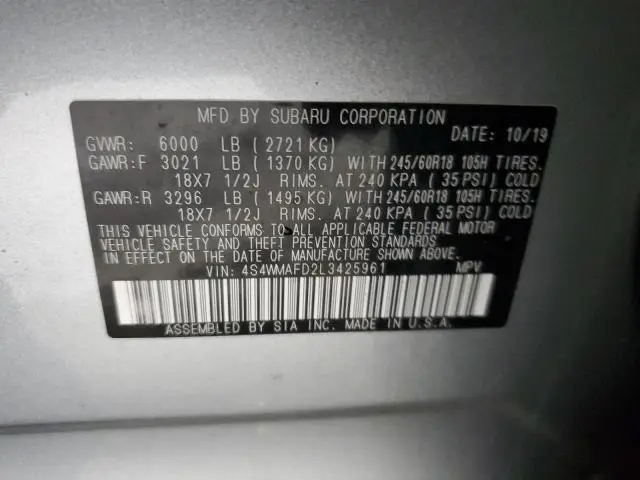 MFD BY SUBARU CORPORATION
DATE: 10/19
GVWR: 6000 LB ( 2721 KG)
GAWR:F 3021 LB ( 1370 KG) WITH 245/60R18 105H TIRES.
18X7 1/2J RIMS. AT 240 KPA ( 35 PSI) COLD
GAWR:R 3296 LB ( 1495 KG) WITH 245/60R18 105H TIRES.
18X7 1/2J RIMS. AT 240 KPA ( 35 PSI) COLD
THIS VEHICLE CONFORMS TO ALL APPLICABLE FEDERAL MOTOR
VEHICLE SAFETY AND THEFT PREVENTION STANDARDS
IN EFFECT ON THE DATE OF MANUFACTURE SHOWN ABOVE.
VIN: 4S4WMAFD2L3425961 MPV
ASSEMBLED BY SIA INC. MADE IN U.S.A.